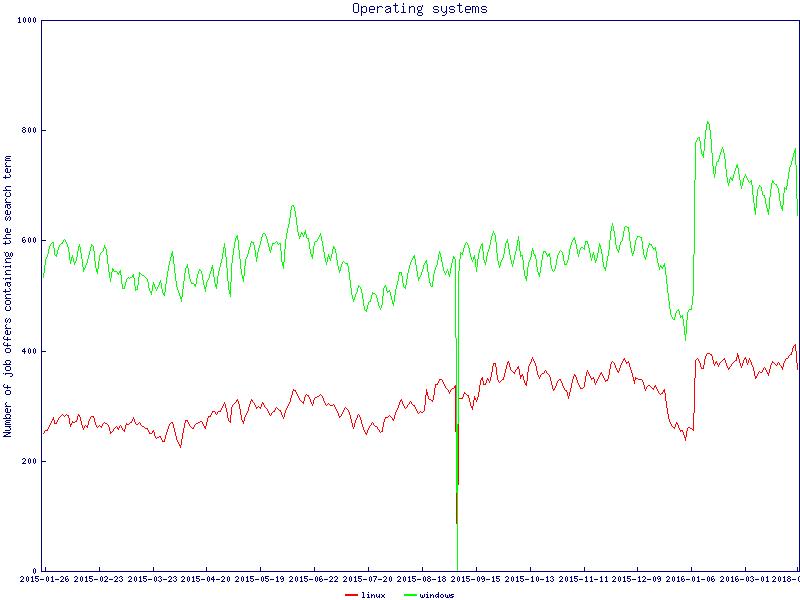 Operating systems
Number of job offers containing the search term
1000
800
600
400
200
0
2015-01-26 2015-02-23 2015-03-23 2015-04-20 2015-05-19 2015-06-22 2015-07-20 2015-08-18 2015-09-15 2015-10-13 2015-11-11 2015-12-09 2016-01-06 2016-03-01 2018-0
linux windows